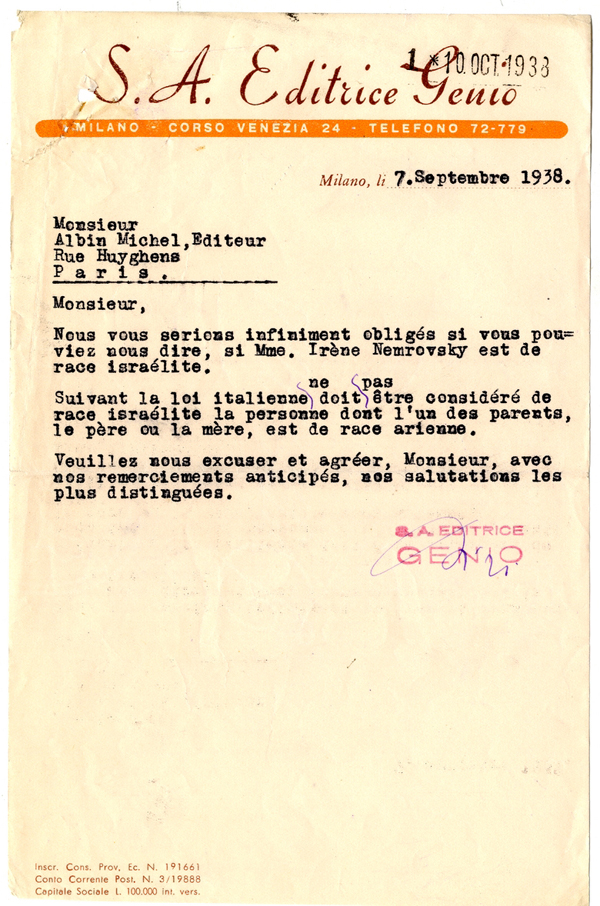 S. A. Editrice Genio
1 * 10 OCT. 1938
MILANO - CORSO VENEZIA 24 - TELEFONO 72-779
Milano, li 7.Septembre 1938.
Monsieur
Albin Michel,Editeur
Rue Huyghens
P a r i s .
Monsieur,
Nous vous serions infiniment obligés si vous pou=
viez nous dire, si Mme. Irène Nemrovsky est de
race israélite.
ne pas
Suivant la loi italienne doit être considéré de
race israélite la personne dont l'un des parents,
le père ou la mère, est de race arienne.
Veuillez nous excuser et agréer, Monsieur, avec
nos remerciements anticipés, nos salutations les
plus distinguées.
S. A. EDITRICE
GENIO
Inscr. Cons. Prov. Ec. N. 191661
Conto Corrente Post. N. 3/19888
Capitale Sociale L. 100.000 int. vers.